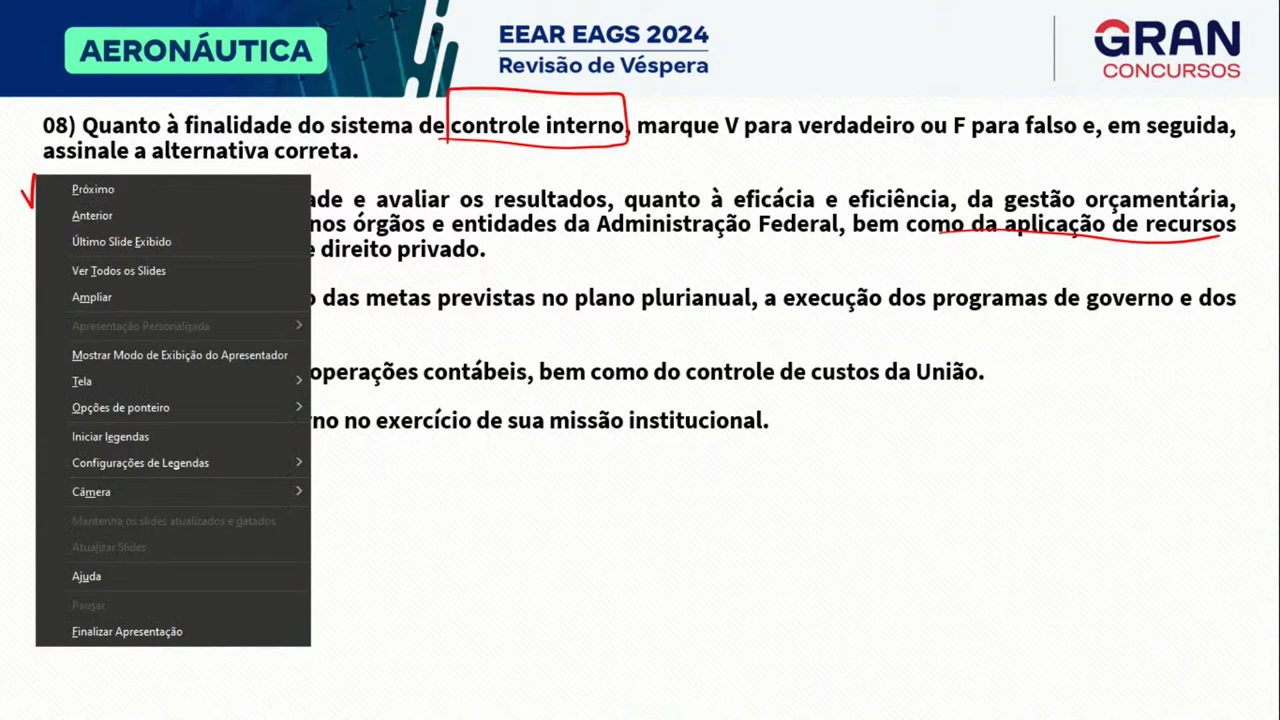 AERONÁUTICA
EEAR EAGS 2024
Revisão de Véspera
GRAN
CONCURSOS
08) Quanto à finalidade do sistema de controle interno, marque V para verdadeiro ou F para falso e, em seguida,
assinale a alternativa correta.
ade e avaliar os resultados, quanto à eficácia e eficiência, da gestão orçamentária,
nos órgãos e entidades da Administração Federal, bem como da aplicação de recursos
e direito privado.
o das metas previstas no plano plurianual, a execução dos programas de governo e dos
operações contábeis, bem como do controle de custos da União.
rno no exercício de sua missão institucional.
Próximo
Anterior
Último Slide Exibido
Ver Todos os Slides
Ampliar
Apresentação Personalizada
Mostrar Modo de Exibição do Apresentador
Tela
Opções de ponteiro
Iniciar legendas
Configurações de Legendas
Câmera
Mantenha os slides atualizados e datados
Atualizar Slides
Ajuda
Pausar
Finalizar Apresentação